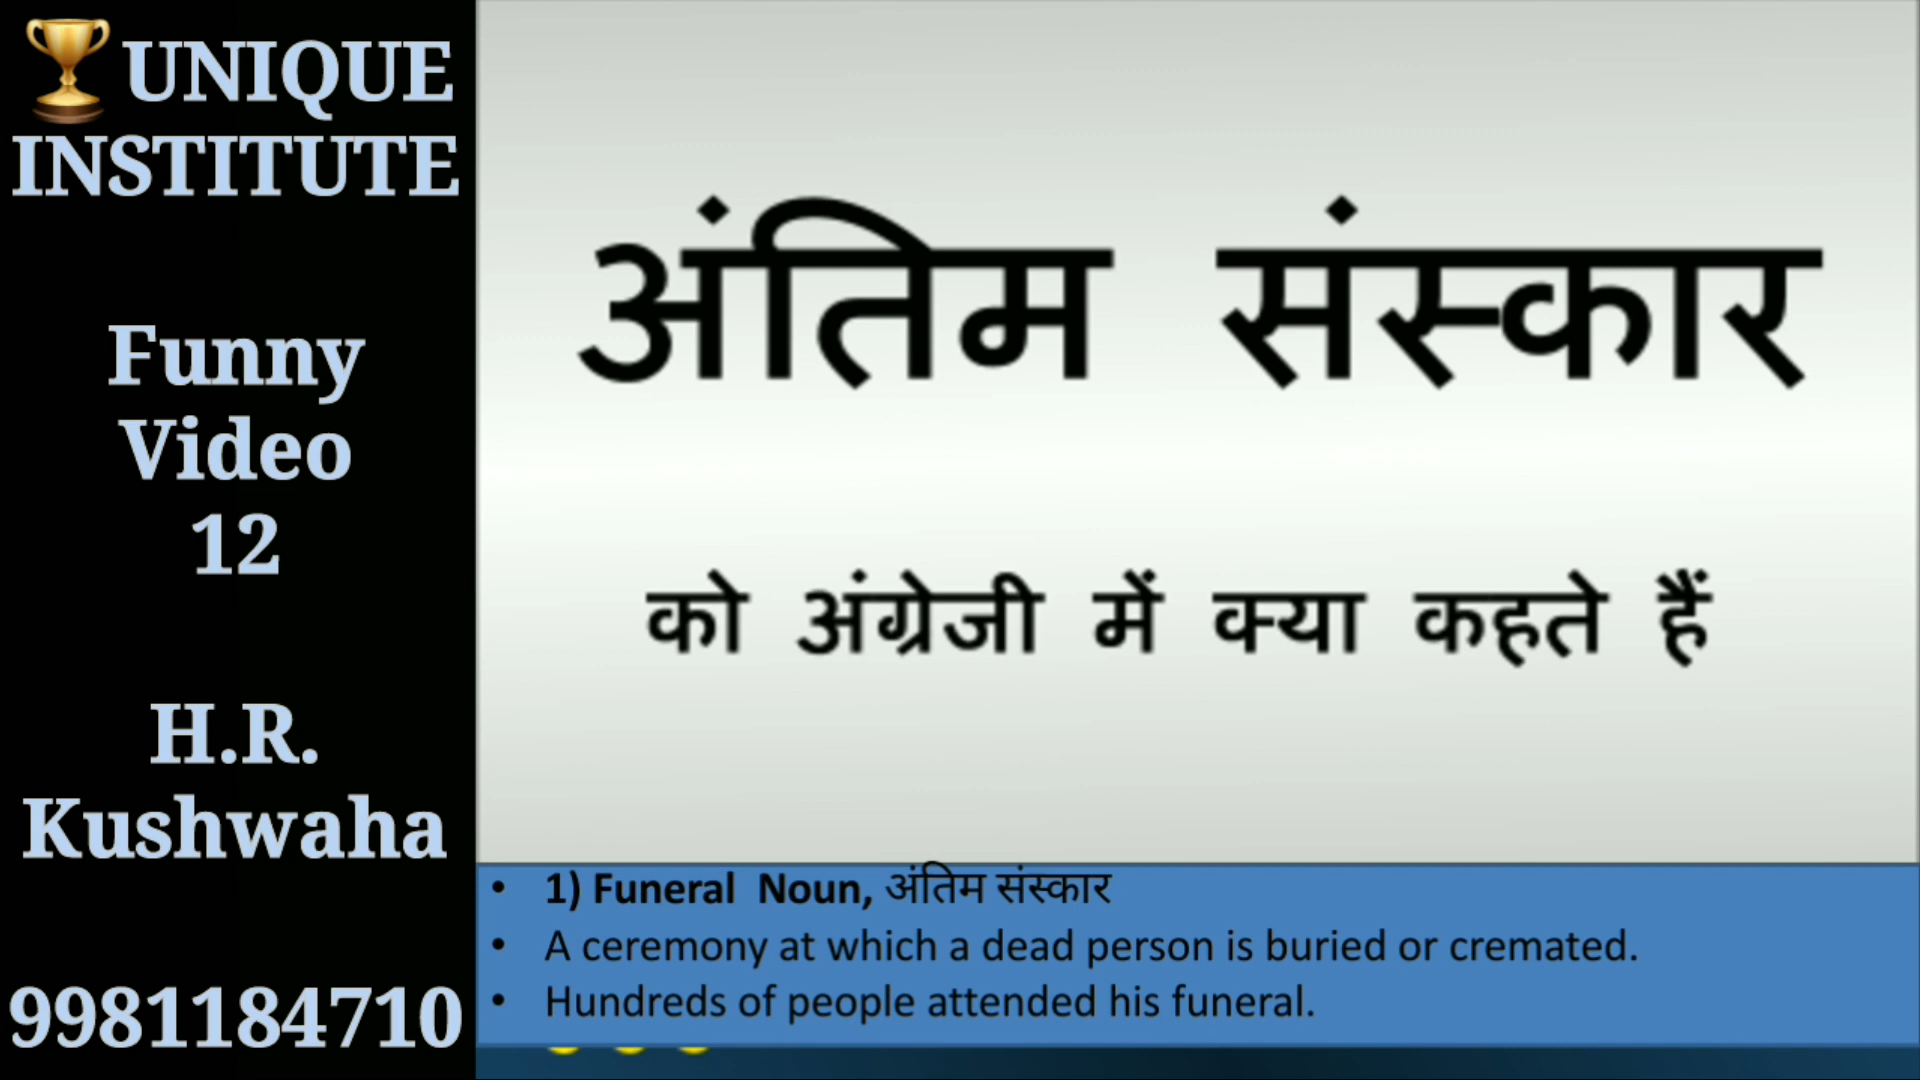 UNIQUE
INSTITUTE
Funny
Video
12
H.R.
Kushwaha
9981184710
अंतिम संस्कार
को अंग्रेजी में क्या कहते हैं
• 1) Funeral Noun, अंतिम संस्कार
• A ceremony at which a dead person is buried or cremated.
• Hundreds of people attended his funeral.